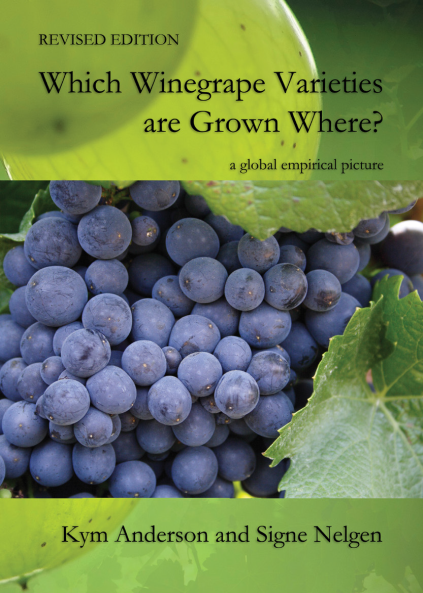 REVISED EDITION
Which Winegrape Varieties
are Grown Where?
a global empirical picture
Kym Anderson and Signe Nelgen